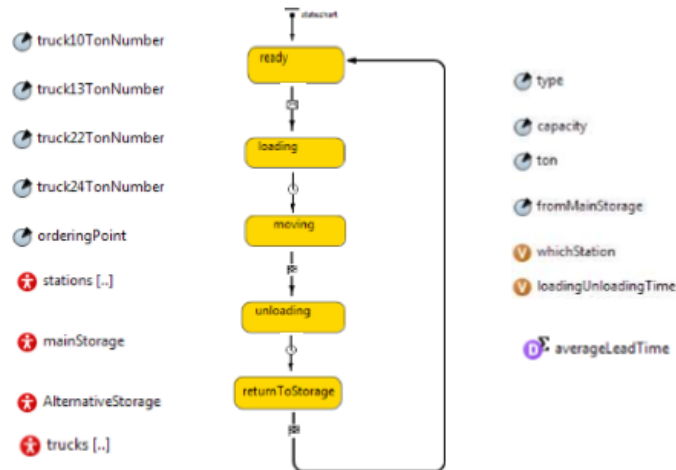 truck10TonNumber
truck13TonNumber
truck22TonNumber
truck24TonNumber
orderingPoint
stations [..]
mainStorage
AlternativeStorage
trucks [..]
statechart
ready
loading
moving
unloading
returnToStorage
type
capacity
ton
fromMainStorage
V whichStation
V loadingUnloadingTime
D Σ averageLeadTime